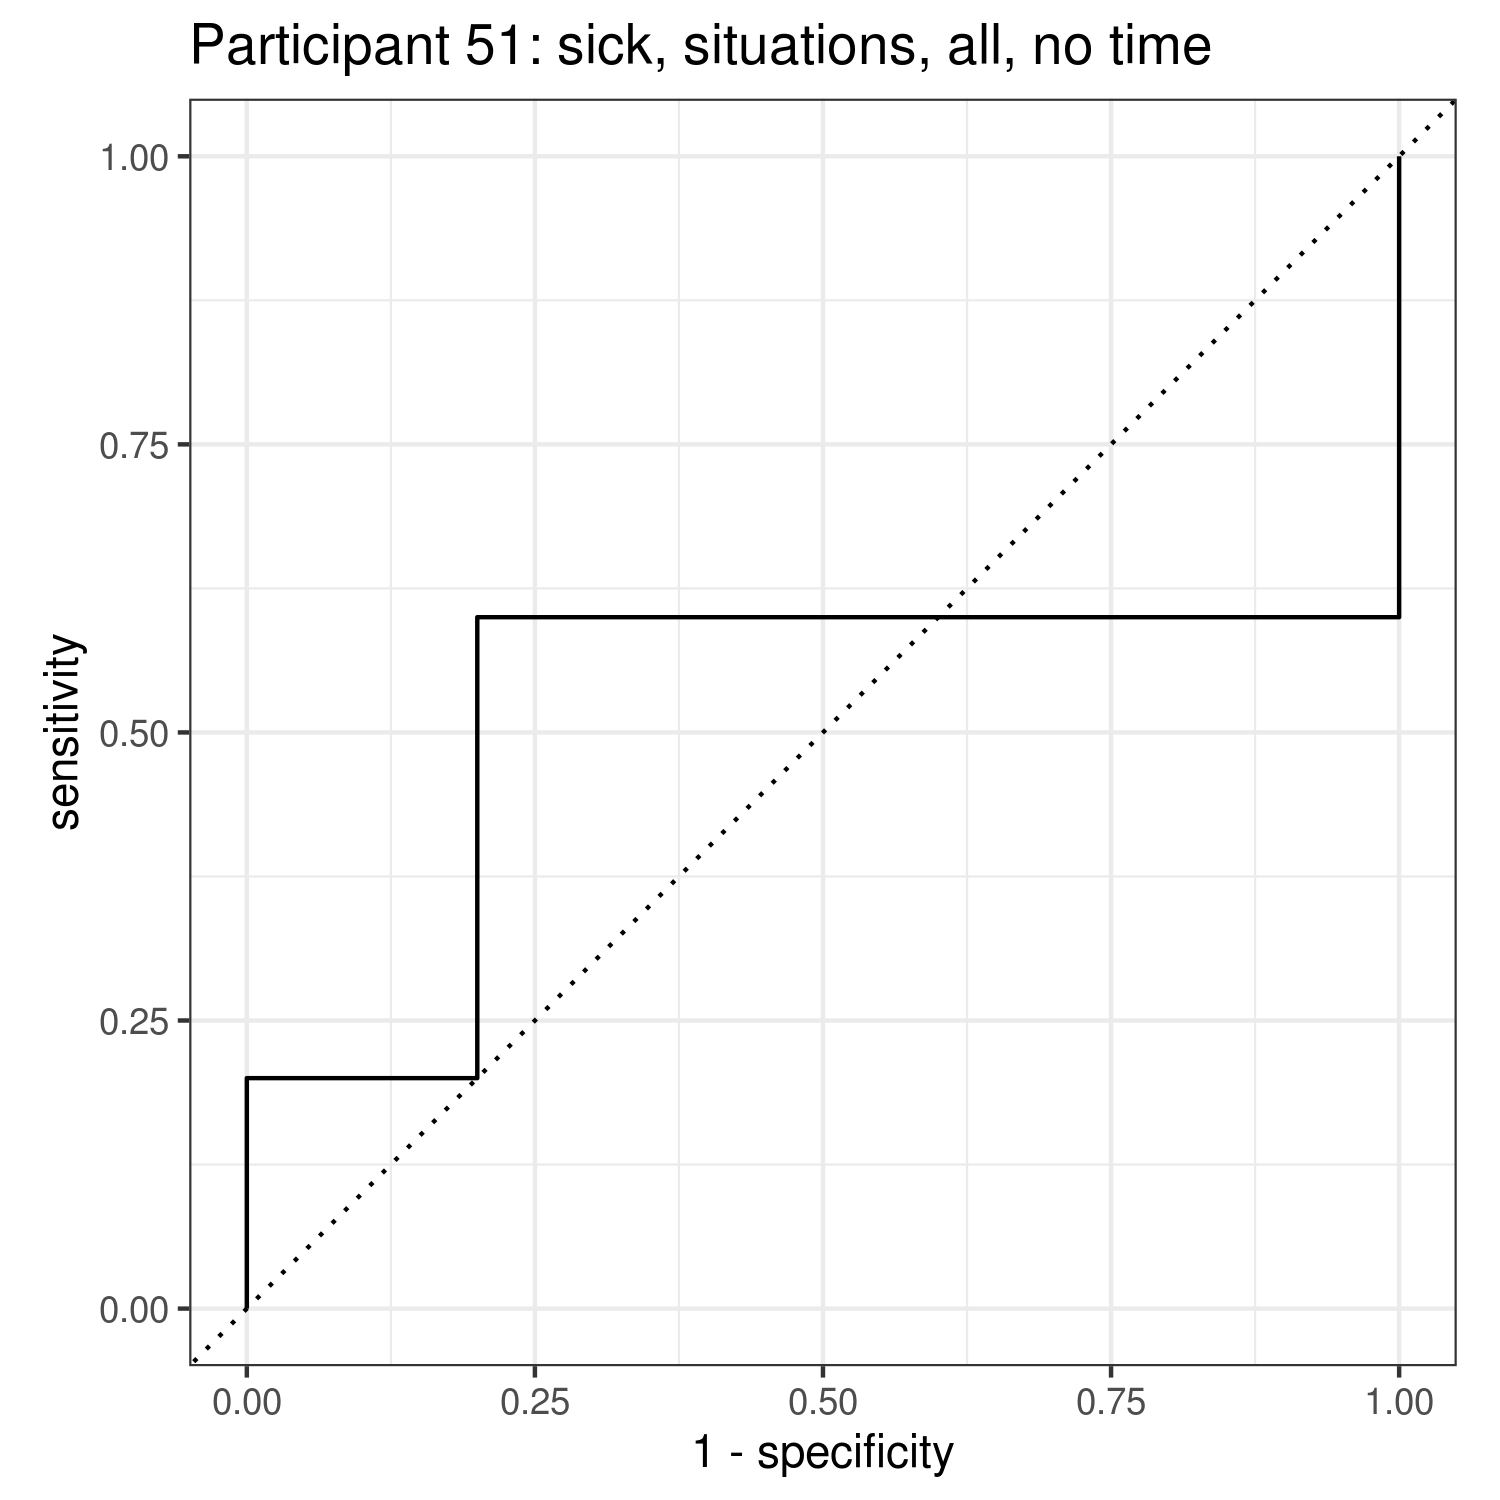 Participant 51: sick, situations, all, no time
1.00
0.75
0.50
0.25
0.00
sensitivity
0.00 0.25 0.50 0.75 1.00
1 - specificity